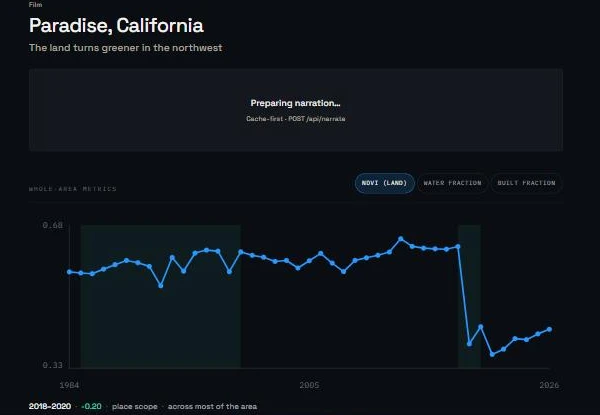 Film
Paradise, California
The land turns greener in the northwest
Preparing narration...
Cache-first · POST /api/narrate
WHOLE-AREA METRICS
NDVI (LAND) WATER FRACTION BUILT FRACTION
0.68
0.33
1984 2005 2026
2018–2020 · -0.20 · place scope · across most of the area